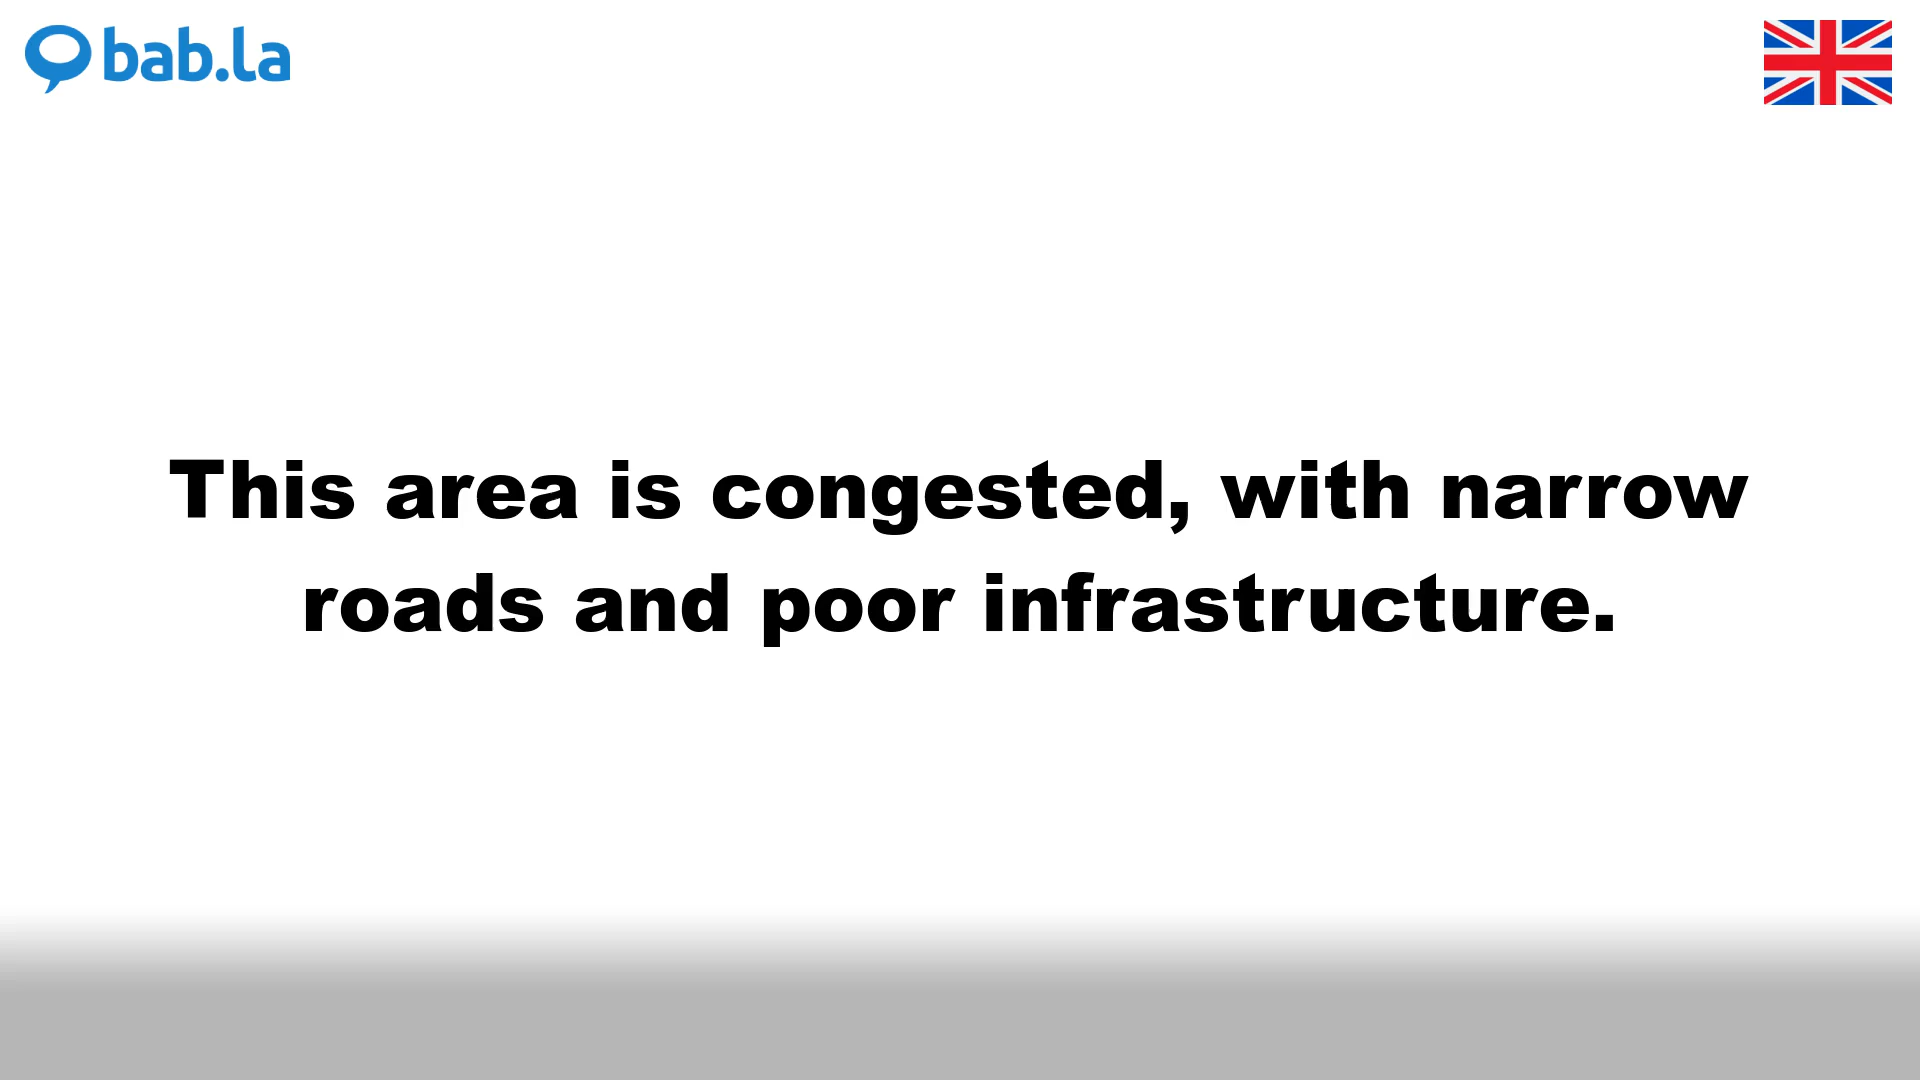 bab.la
This area is congested, with narrow
roads and poor infrastructure.